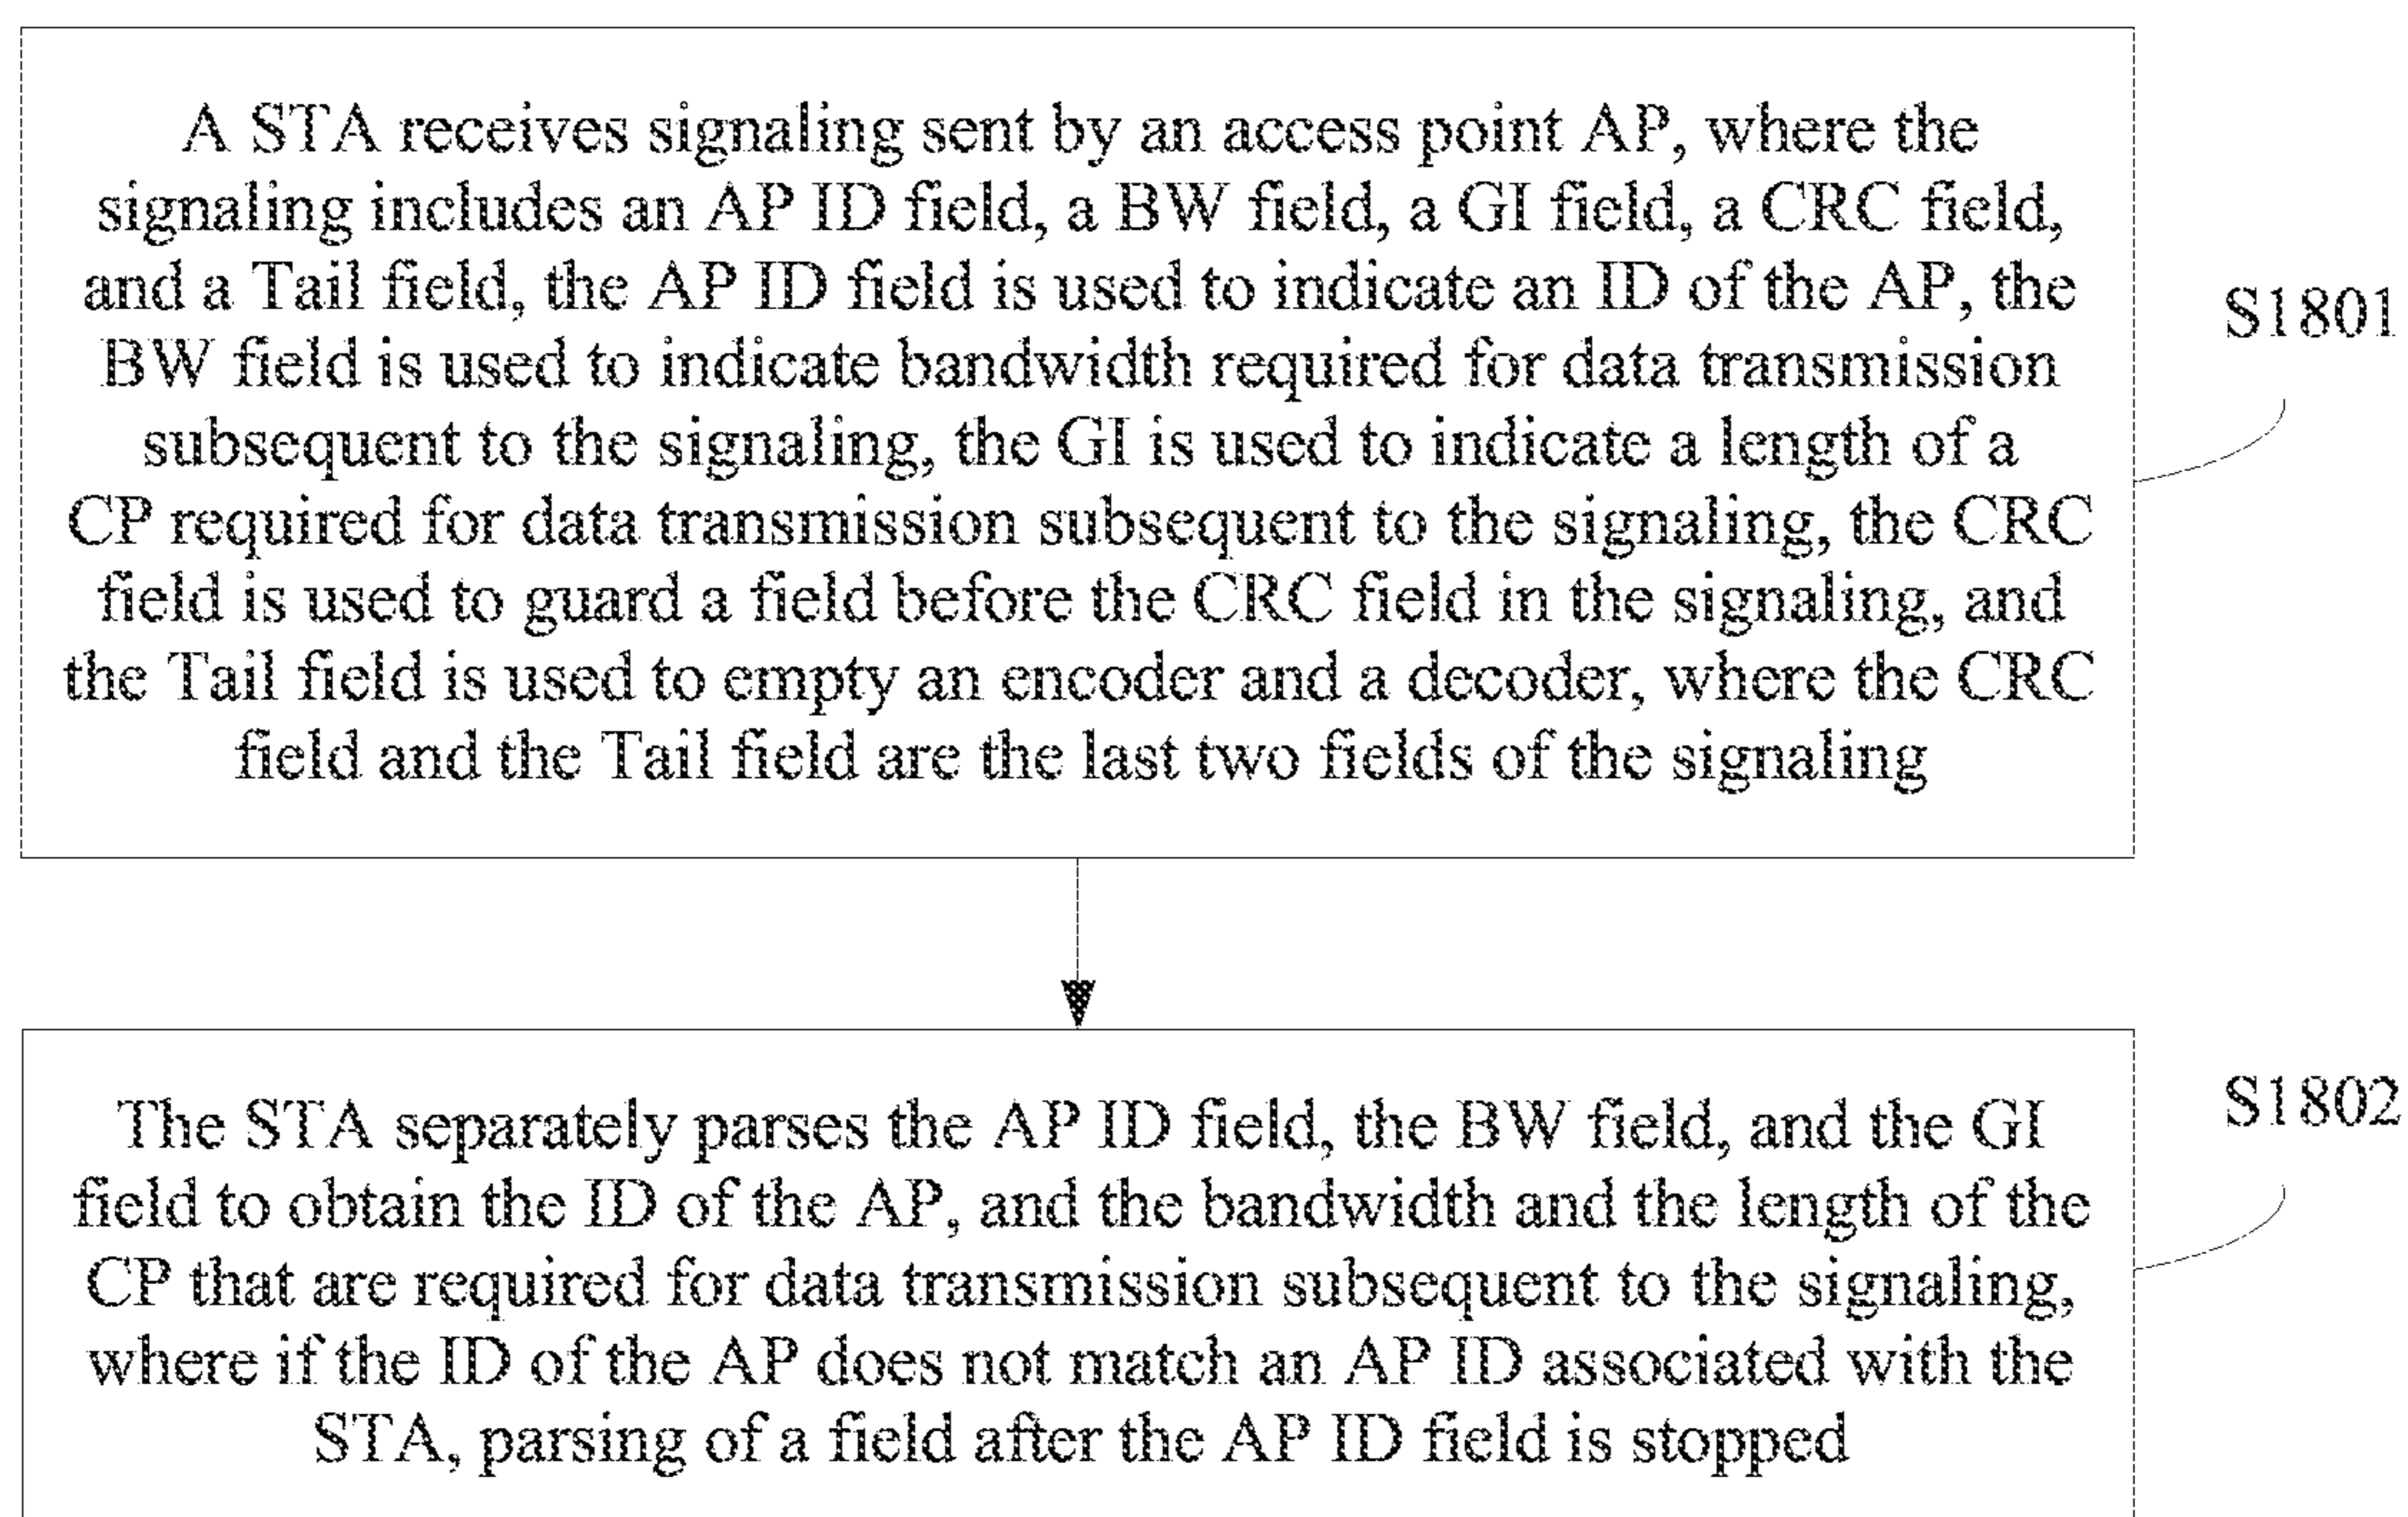 A STA receives signaling sent by an access point AP, where the
signaling includes an AP ID field, a BW field, a GI field, a CRC field,
and a Tail field, the AP ID field is used to indicate an ID of the AP, the
BW field is used to indicate bandwidth required for data transmission
subsequent to the signaling, the GI is used to indicate a length of a
CP required for data transmission subsequent to the signaling, the CRC
field is used to guard a field before the CRC field in the signaling, and
the Tail field is used to empty an encoder and a decoder, where the CRC
field and the Tail field are the last two fields of the signaling
S1801
The STA separately parses the AP ID field, the BW field, and the GI
field to obtain the ID of the AP, and the bandwidth and the length of the
CP that are required for data transmission subsequent to the signaling,
where if the ID of the AP does not match an AP ID associated with the
STA, parsing of a field after the AP ID field is stopped
S1802